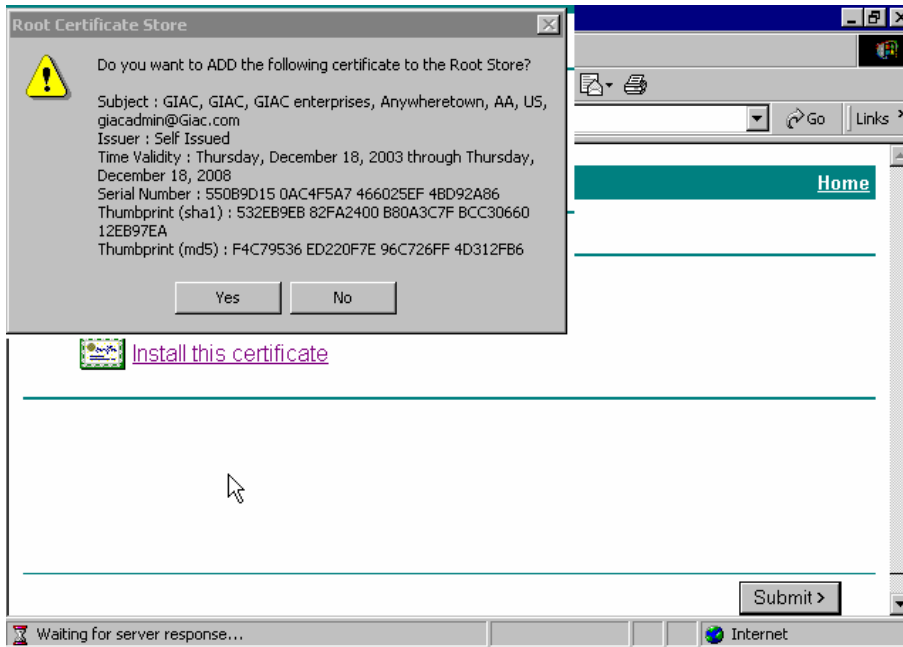 Root Certificate Store
Do you want to ADD the following certificate to the Root Store?
Subject : GIAC, GIAC, GIAC enterprises, Anywheretown, AA, US,
giacadmin@Giac.com
Issuer : Self Issued
Time Validity : Thursday, December 18, 2003 through Thursday,
December 18, 2008
Serial Number : 550B9D15 0AC4F5A7 466025EF 4BD92A86
Thumbprint (sha1) : 532EB9EB 82FA2400 B80A3C7F BCC30660
12EB97EA
Thumbprint (md5) : F4C79536 ED220F7E 96C726FF 4D312FB6
Yes No
Go Links
Home
Install this certificate
Submit >
Waiting for server response... Internet